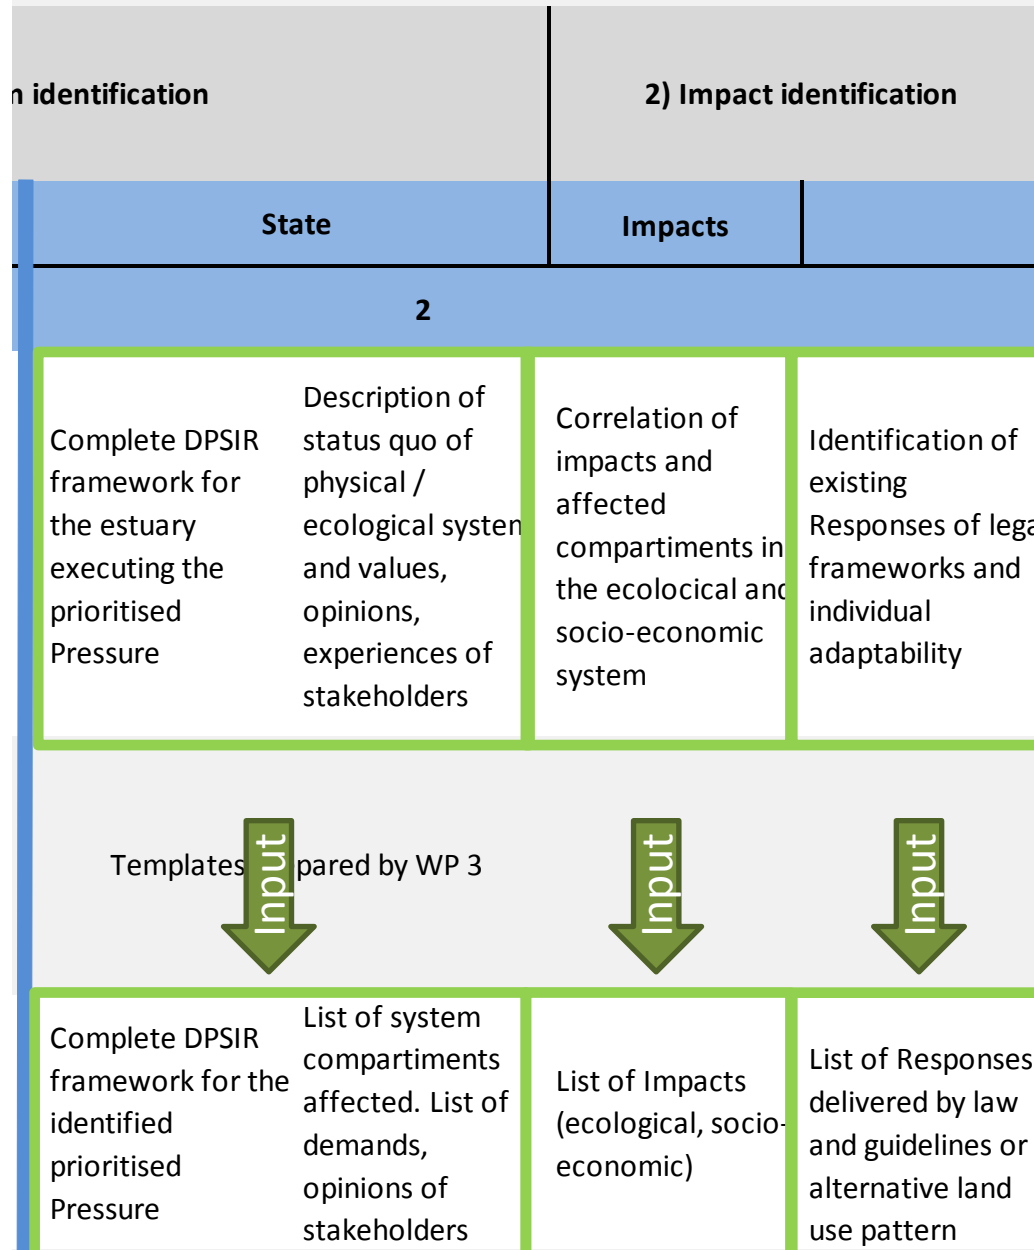 n identification
2) Impact identification
State
Impacts
2
Complete DPSIR
framework for
the estuary
executing the
prioritised
Pressure
Description of
status quo of
physical /
ecological system
and values,
opinions,
experiences of
stakeholders
Correlation of
impacts and
affected
compartiments in
the ecolocical and
socio-economic
system
Identification of
existing
Responses of lega
frameworks and
individual
adaptability
Templates pared by WP 3
Input
Input
Input
Complete DPSIR
framework for the
identified
prioritised
Pressure
List of system
compartiments
affected. List of
demands,
opinions of
stakeholders
List of Impacts
(ecological, socio-
economic)
List of Responses
delivered by law
and guidelines or
alternative land
use pattern